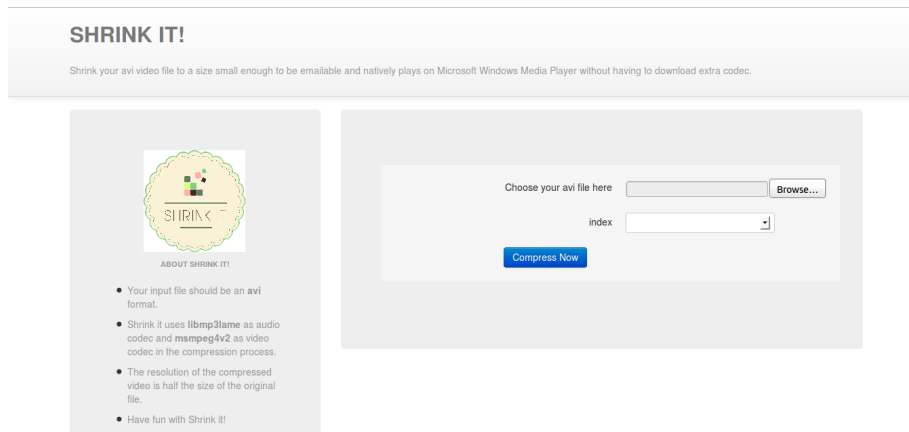 SHRINK IT!
Shrink your avi video file to a size small enough to be emailable and natively plays on Microsoft Windows Media Player without having to download extra codec.
SHRINK IT
ABOUT SHRINK IT!
Your input file should be an avi
format.
Shrink it uses libmp3lame as audio
codec and msmpeg4v2 as video
codec in the compression process.
The resolution of the compressed
video is half the size of the original
file.
Have fun with Shrink it!
Choose your avi file here
Browse...
index
Compress Now